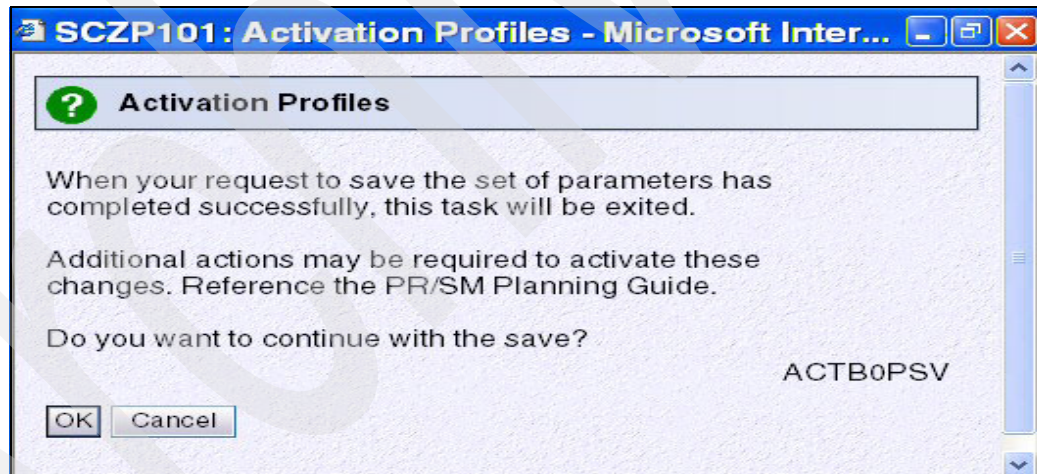 SCZP101: Activation Profiles - Microsoft Inter...
? Activation Profiles
When your request to save the set of parameters has
completed successfully, this task will be exited.
Additional actions may be required to activate these
changes. Reference the PR/SM Planning Guide.
Do you want to continue with the save?
ACTB0PSV
OK Cancel